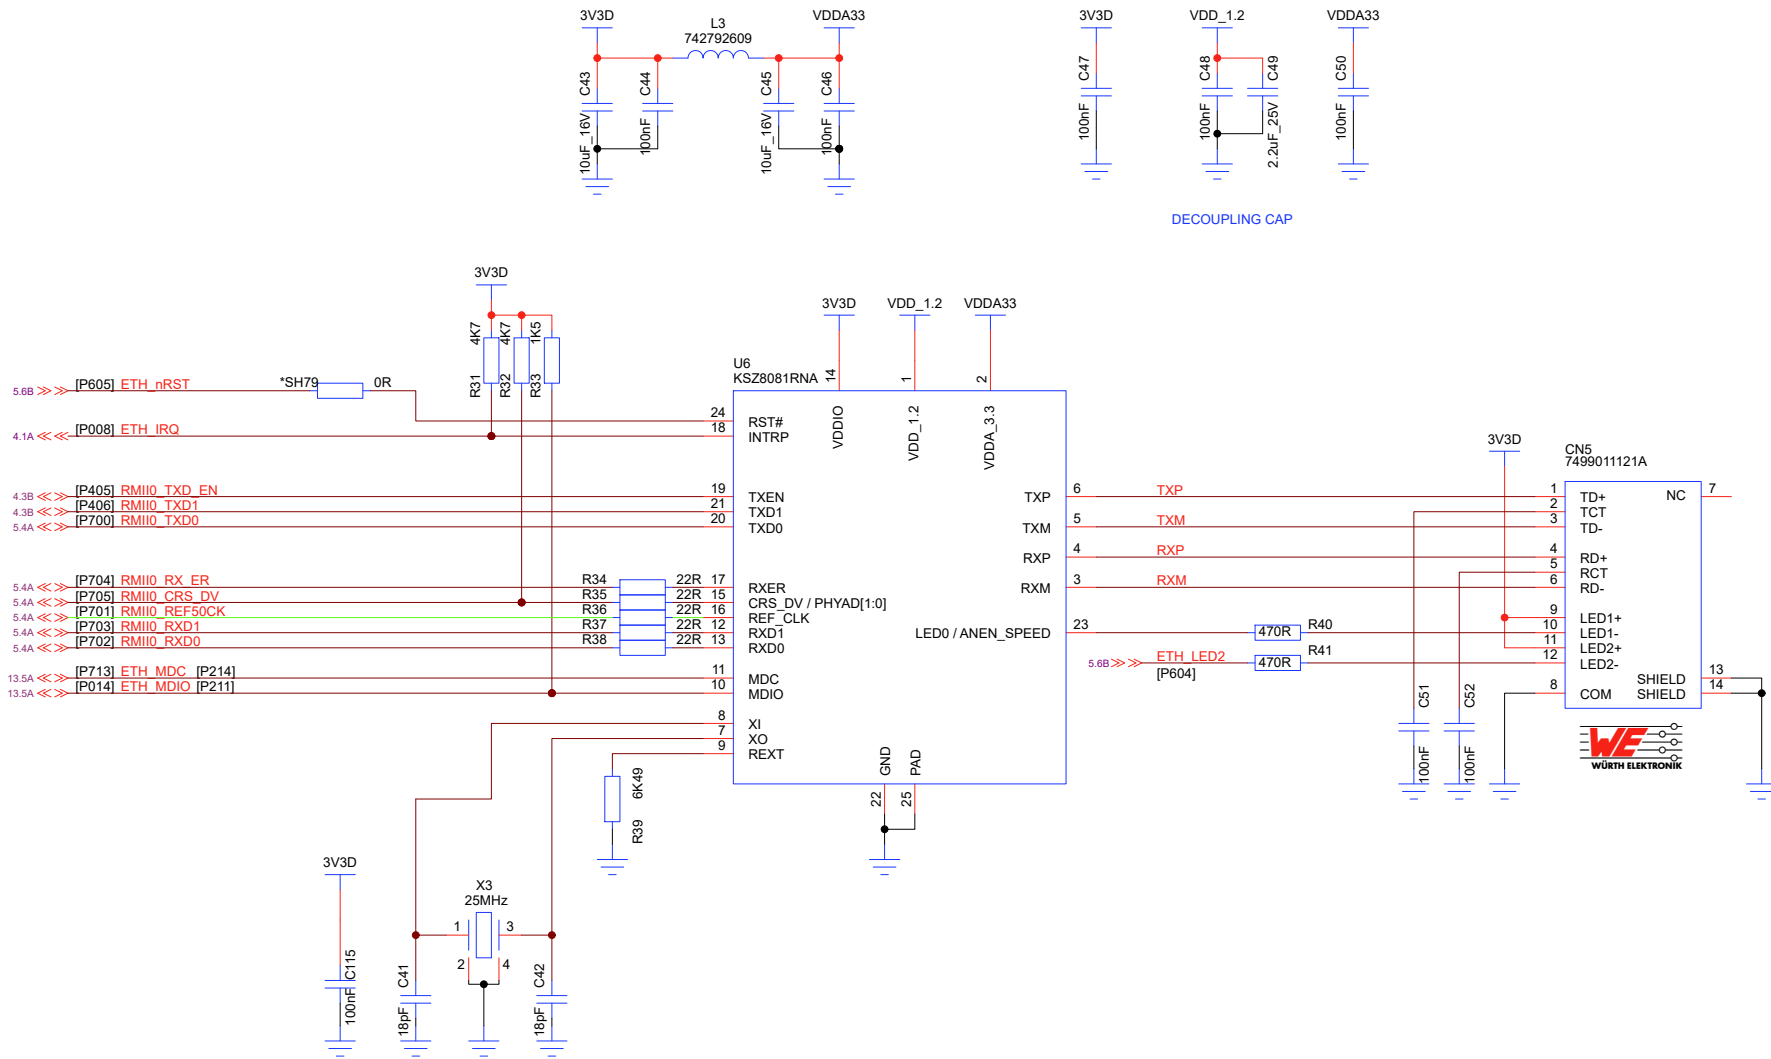 3V3D
L3
742792609
VDDA33
C43
10uF_16V
C44
100nF
C45
10uF_16V
C46
100nF
3V3D
VDD_1.2
VDDA33
C47
100nF
C48
100nF
C49
2.2uF_25V
C50
100nF
DECOUPLING CAP
3V3D
4K7
4K7
1K5
R31
R32
R33
3V3D
VDD_1.2
VDDA33
U6
KSZ8081RNA
14
1
2
VDDIO
VDD_1.2
VDDA_3.3
5.6B [P605] ETH_nRST
*SH79 0R
24 RST#
4.1A [P008] ETH_IRQ
18 INTRP
4.3B [P405] RMII0_TXD_EN
19 TXEN
4.3B [P406] RMII0_TXD1
21 TXD1
5.4A [P700] RMII0_TXD0
20 TXD0
5.4A [P704] RMII0_RX_ER
R34 22R 17 RXER
5.4A [P705] RMII0_CRS_DV
R35 22R 15 CRS_DV / PHYAD[1:0]
5.4A [P701] RMII0_REF50CK
R36 22R 16 REF_CLK
5.4A [P703] RMII0_RXD1
R37 22R 12 RXD1
5.4A [P702] RMII0_RXD0
R38 22R 13 RXD0
13.5A [P713] ETH_MDC [P214]
11 MDC
13.5A [P014] ETH_MDIO [P211]
10 MDIO
8 XI
7 XO
9 REXT
6K49
R39
GND
PAD
22
25
TXP 6 TXP
TXM 5 TXM
RXP 4 RXP
RXM 3 RXM
LED0 / ANEN_SPEED 23
470R R40
5.6B ETH_LED2
[P604]
470R R41
3V3D
CN5
7499011121A
1 TD+
2 TCT
3 TD-
4 RD+
5 RCT
6 RD-
9 LED1+
10 LED1-
11 LED2+
12 LED2-
8 COM
NC 7
SHIELD 13
SHIELD 14
C51
100nF
C52
100nF
WE
WÜRTH ELEKTRONIK
3V3D
C115
100nF
X3
25MHz
1
3
2
4
C41
18pF
C42
18pF